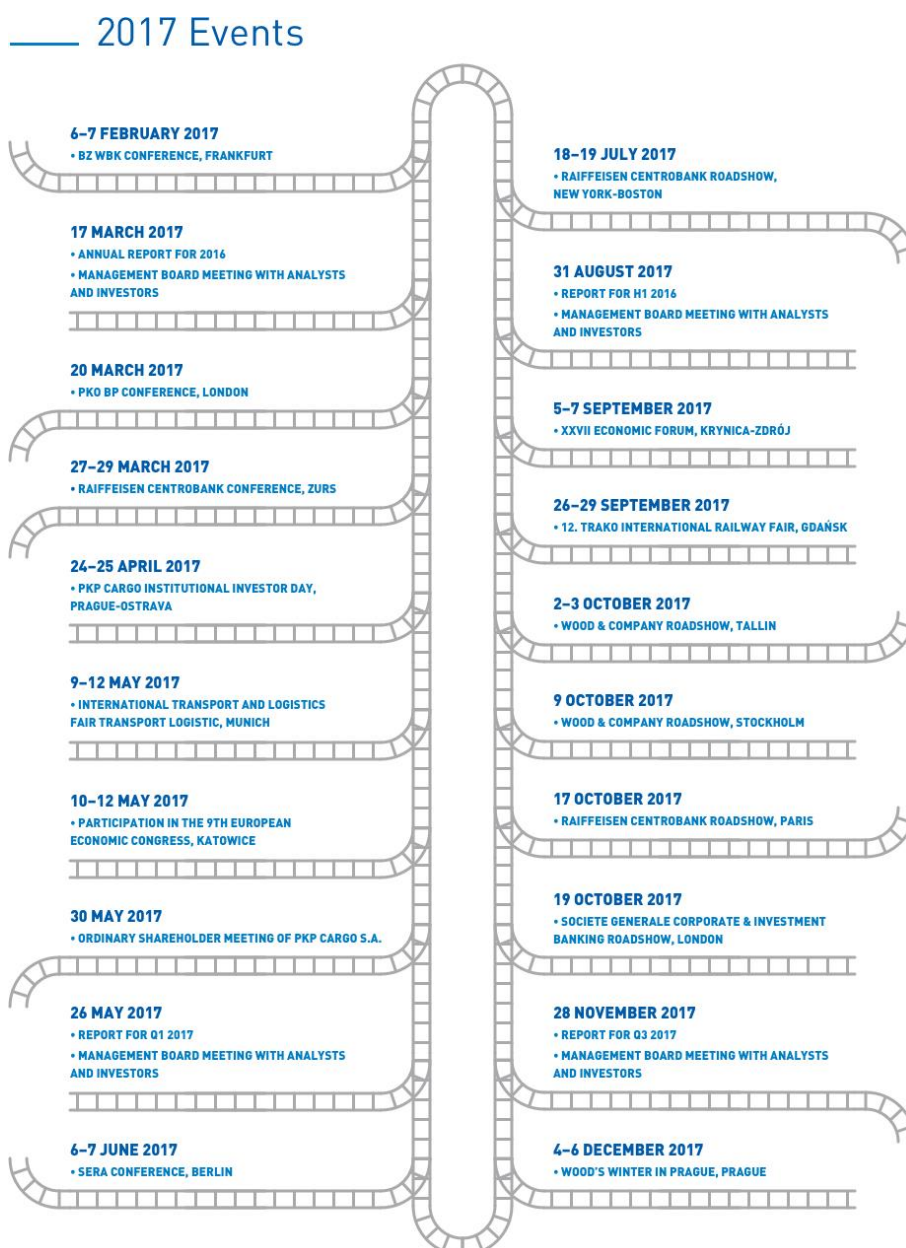 2017 Events
6–7 FEBRUARY 2017
• BZ WBK CONFERENCE, FRANKFURT
17 MARCH 2017
• ANNUAL REPORT FOR 2016
• MANAGEMENT BOARD MEETING WITH ANALYSTS
AND INVESTORS
20 MARCH 2017
• PKO BP CONFERENCE, LONDON
27–29 MARCH 2017
• RAIFFEISEN CENTROBANK CONFERENCE, ZURS
24–25 APRIL 2017
• PKP CARGO INSTITUTIONAL INVESTOR DAY,
PRAGUE-OSTRAVA
9–12 MAY 2017
• INTERNATIONAL TRANSPORT AND LOGISTICS
FAIR TRANSPORT LOGISTIC, MUNICH
10–12 MAY 2017
• PARTICIPATION IN THE 9TH EUROPEAN
ECONOMIC CONGRESS, KATOWICE
30 MAY 2017
• ORDINARY SHAREHOLDER MEETING OF PKP CARGO S.A.
26 MAY 2017
• REPORT FOR Q1 2017
• MANAGEMENT BOARD MEETING WITH ANALYSTS
AND INVESTORS
6–7 JUNE 2017
• SERA CONFERENCE, BERLIN
18–19 JULY 2017
• RAIFFEISEN CENTROBANK ROADSHOW,
NEW YORK-BOSTON
31 AUGUST 2017
• REPORT FOR H1 2016
• MANAGEMENT BOARD MEETING WITH ANALYSTS
AND INVESTORS
5–7 SEPTEMBER 2017
• XXVII ECONOMIC FORUM, KRYNICA-ZDRÓJ
26–29 SEPTEMBER 2017
• 12. TRAKO INTERNATIONAL RAILWAY FAIR, GDAŃSK
2–3 OCTOBER 2017
• WOOD & COMPANY ROADSHOW, TALLIN
9 OCTOBER 2017
• WOOD & COMPANY ROADSHOW, STOCKHOLM
17 OCTOBER 2017
• RAIFFEISEN CENTROBANK ROADSHOW, PARIS
19 OCTOBER 2017
• SOCIETE GENERALE CORPORATE & INVESTMENT
BANKING ROADSHOW, LONDON
28 NOVEMBER 2017
• REPORT FOR Q3 2017
• MANAGEMENT BOARD MEETING WITH ANALYSTS
AND INVESTORS
4–6 DECEMBER 2017
• WOOD'S WINTER IN PRAGUE, PRAGUE